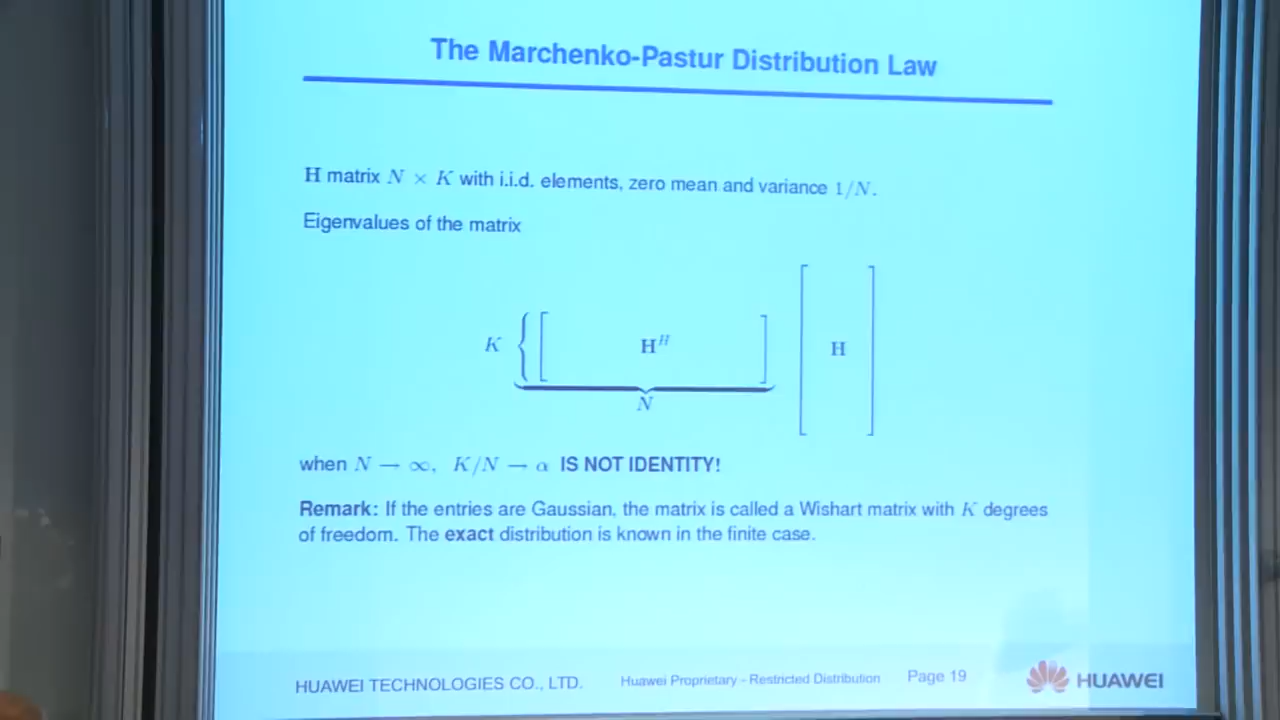 The Marchenko-Pastur Distribution Law
H matrix N × K with i.i.d. elements, zero mean and variance 1/N.
Eigenvalues of the matrix
K { [ H^H ] [ H ]
N
when N → ∞, K/N → α IS NOT IDENTITY!
Remark: If the entries are Gaussian, the matrix is called a Wishart matrix with K degrees
of freedom. The exact distribution is known in the finite case.
HUAWEI TECHNOLOGIES CO., LTD. Huawei Proprietary - Restricted Distribution Page 19 HUAWEI